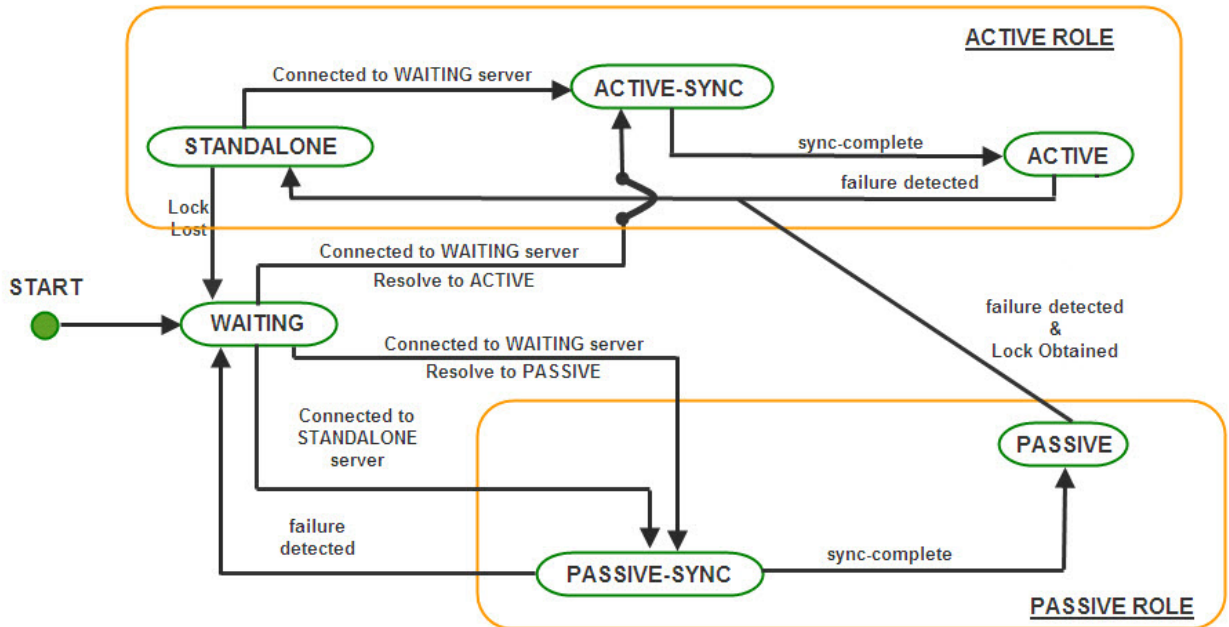 ACTIVE ROLE
Connected to WAITING server
ACTIVE-SYNC
STANDALONE
sync-complete
ACTIVE
failure detected
Lock
Lost
Connected to WAITING server
Resolve to ACTIVE
START
WAITING
failure detected
&
Lock Obtained
Connected to WAITING server
Resolve to PASSIVE
Connected to
STANDALONE
server
PASSIVE
failure
detected
sync-complete
PASSIVE-SYNC
PASSIVE ROLE